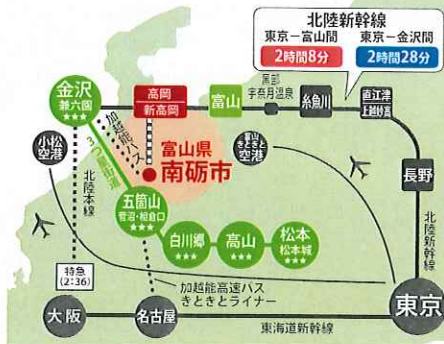 北陸新幹線
東京－富山間
2時間8分
東京－金沢間
2時間28分
金沢
兼六園
★★★
高岡
新高岡
富山
黒部
宇奈月温泉
糸魚川
直江津
上越妙高
小松
空港
加越能バス
3つ星街道
富山県
南砺市
富山
きときと
空港
北陸本線
五箇山
菅沼・相倉口
★★★
白川郷
★★★
高山
★★★
松本
松本城
★★★
長野
北陸新幹線
特急
(2:36)
加越能高速バス
きときとライナー
東京
大阪
名古屋
東海道新幹線